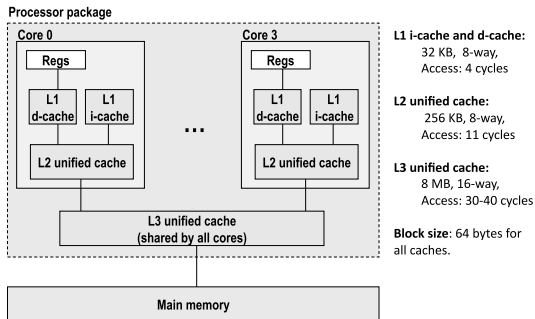 Processor package
Core 0
Regs
L1 d-cache
L1 i-cache
L2 unified cache
...
Core 3
Regs
L1 d-cache
L1 i-cache
L2 unified cache
L3 unified cache
(shared by all cores)
Main memory
L1 i-cache and d-cache:
32 KB, 8-way,
Access: 4 cycles
L2 unified cache:
256 KB, 8-way,
Access: 11 cycles
L3 unified cache:
8 MB, 16-way,
Access: 30-40 cycles
Block size: 64 bytes for
all caches.